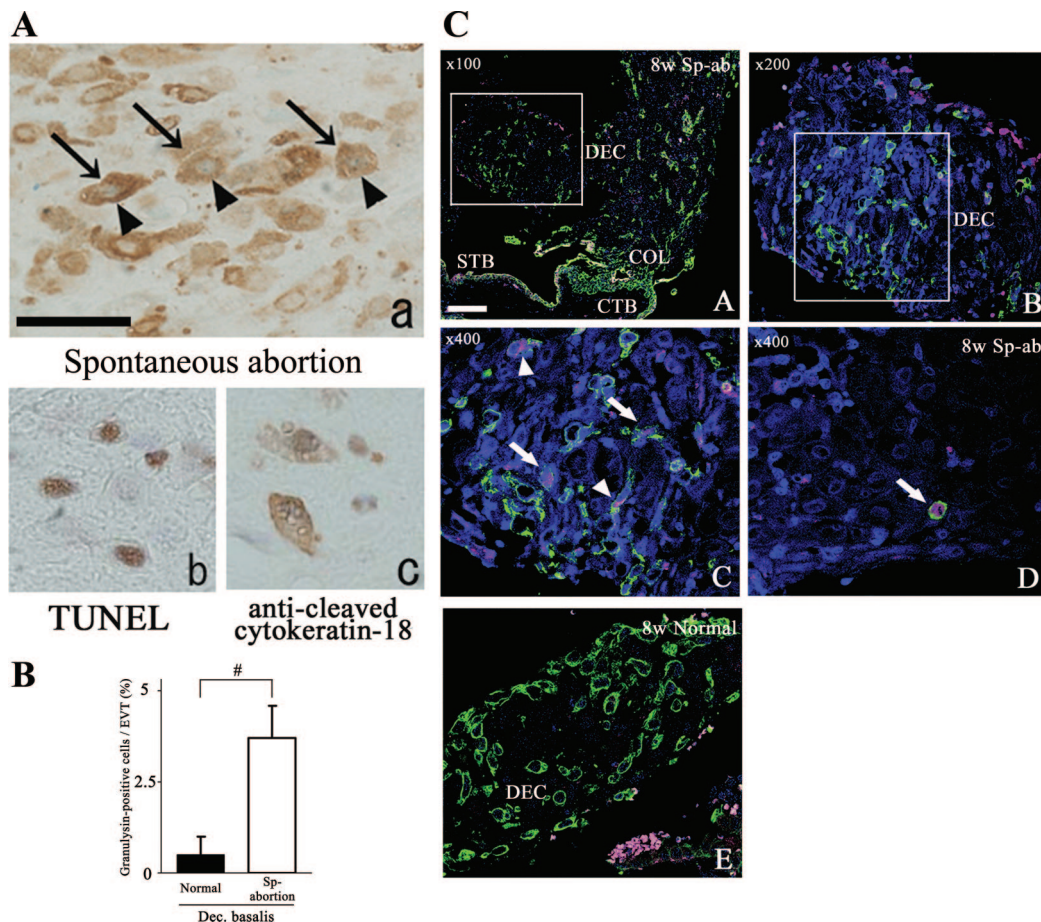 A
a
Spontaneous abortion
b
c
TUNEL
anti-cleaved
cytokeratin-18
B
Granulysin-positive cells / EVT (%)
#
5
2.5
0
Normal
Sp-
abortion
Dec. basalis
C
x100
8w Sp-ab
DEC
STB
COL
CTB
A
x200
DEC
B
x400
C
x400
8w Sp-ab
D
8w Normal
DEC
E